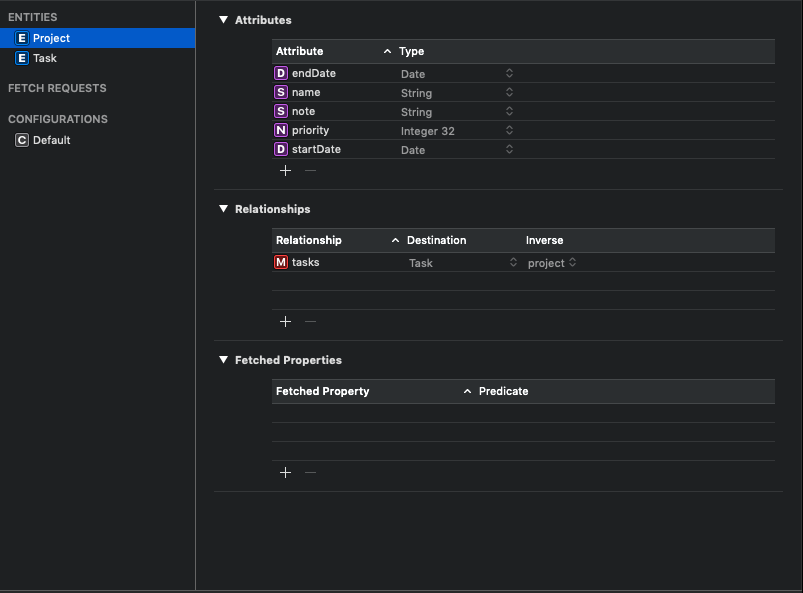 ENTITIES
E Project
E Task
FETCH REQUESTS
CONFIGURATIONS
C Default
Attributes
Attribute Type
D endDate Date
S name String
S note String
N priority Integer 32
D startDate Date
Relationships
Relationship Destination Inverse
M tasks Task project
Fetched Properties
Fetched Property Predicate